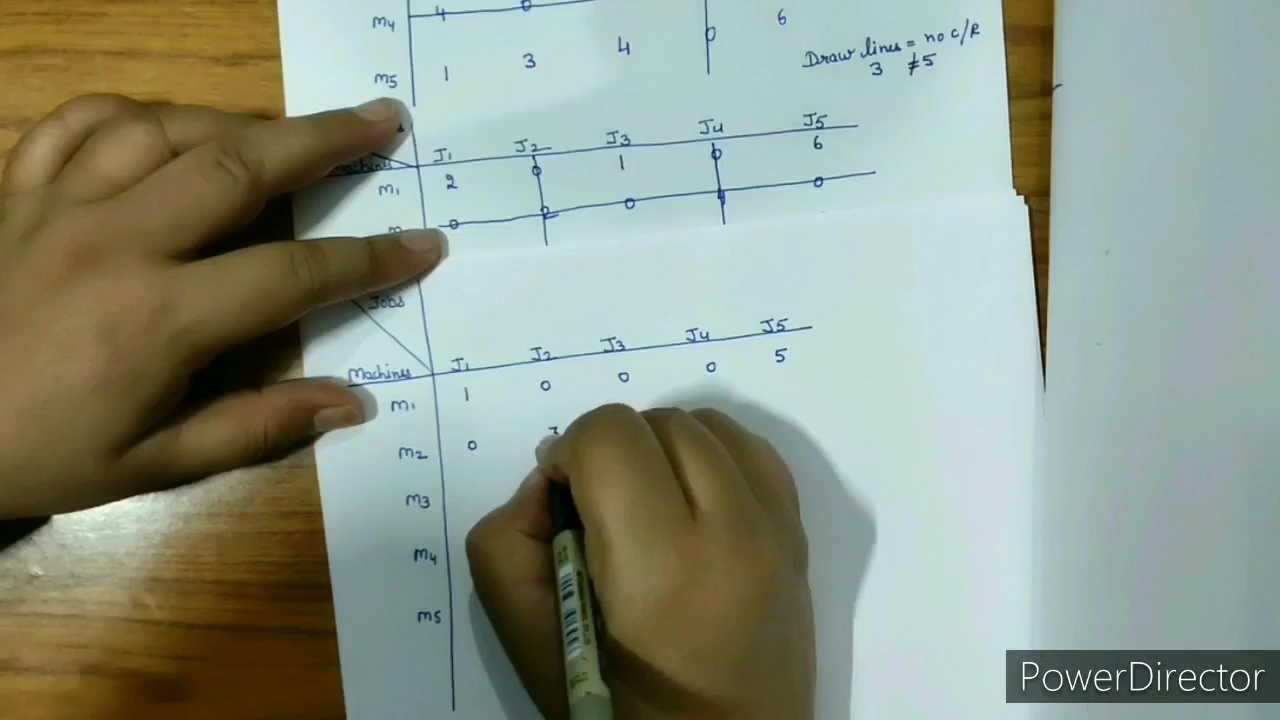 M4 4 0
6
M5 1 3 4 0
Draw lines = no C/R
3 ≠5
Machines J1 J2 J3 J4 J5
M1 2 0 1 0 6
0 0 0 0
Jobs
Machines J1 J2 J3 J4 J5
M1 1 0 0 0 5
M2 0
M3
M4
M5
PowerDirector